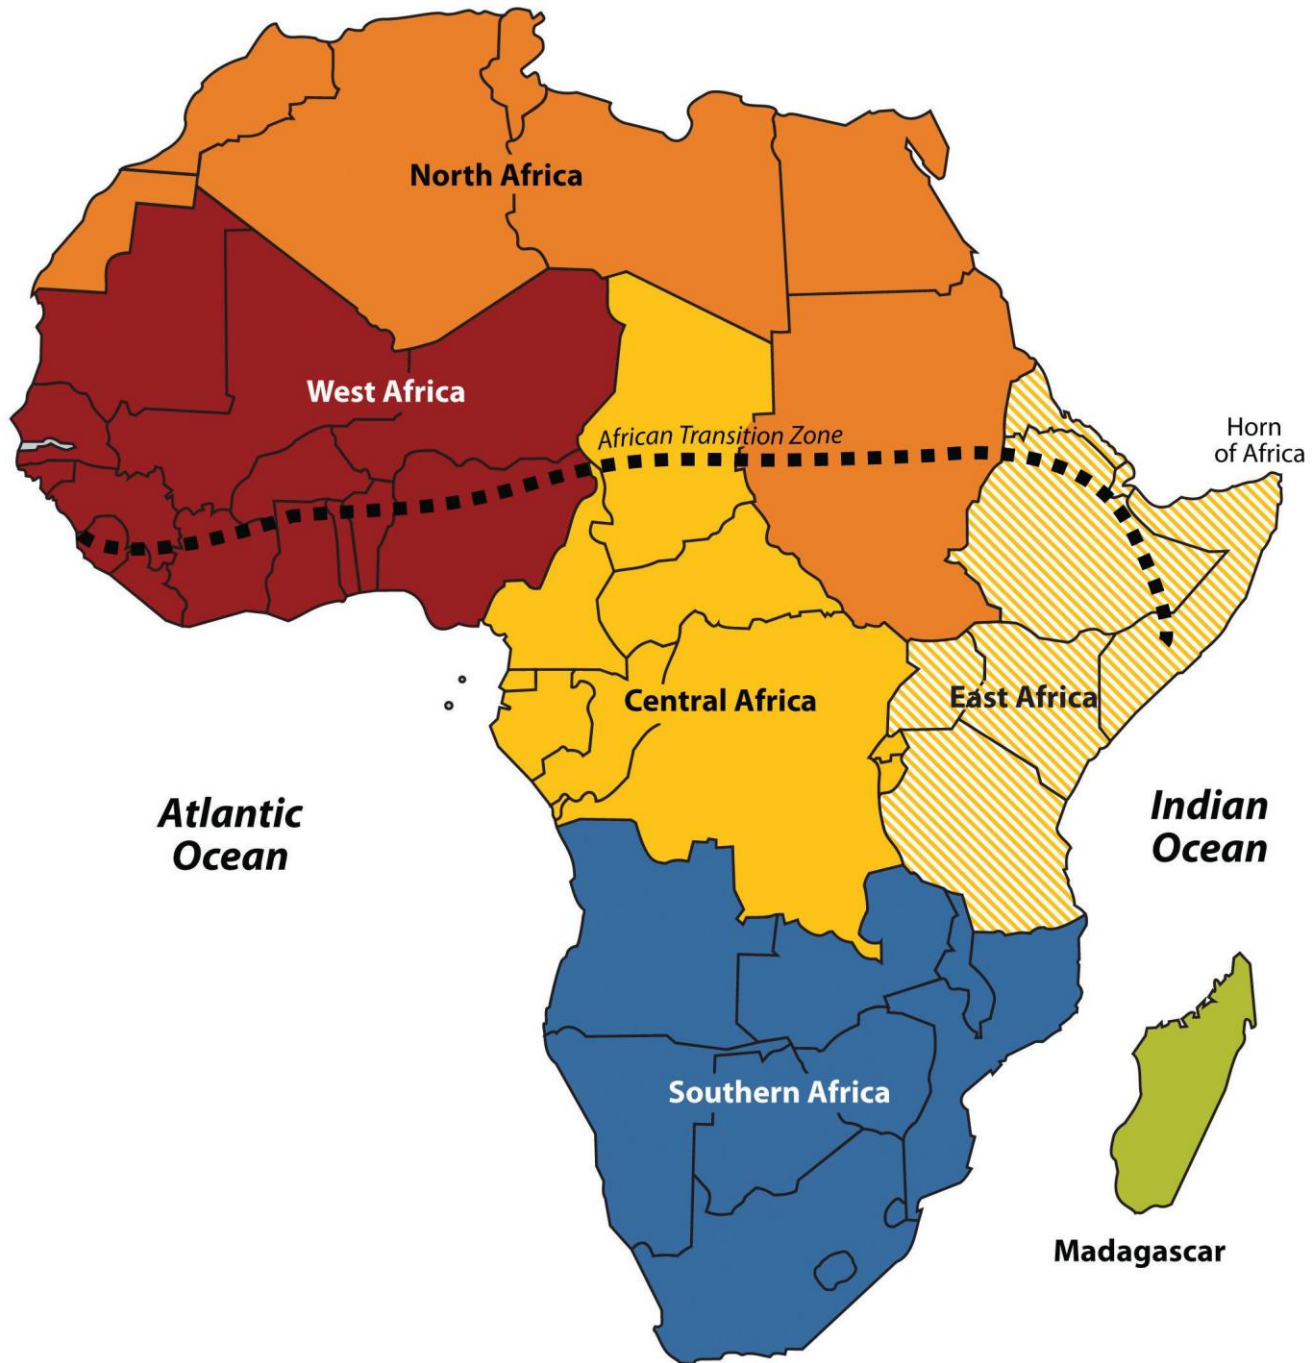 North Africa
West Africa
African Transition Zone
Horn
of Africa
Central Africa
East Africa
Atlantic
Ocean
Indian
Ocean
Southern Africa
Madagascar